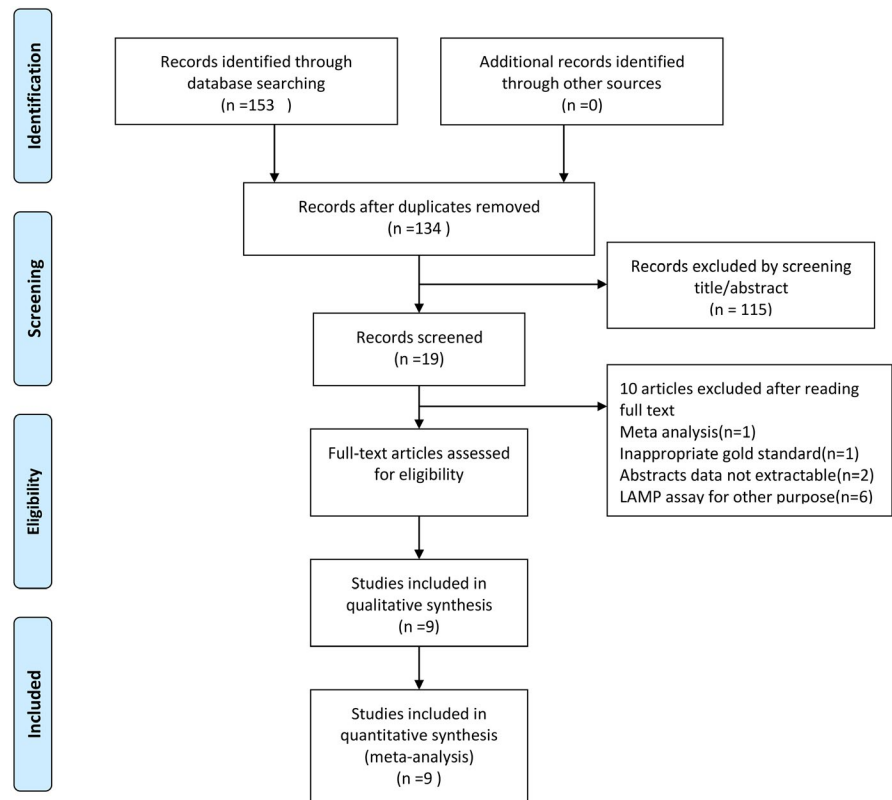 Identification
Records identified through
database searching
(n =153   )
Additional records identified
through other sources
(n =0)
Records after duplicates removed
(n =134 )
Screening
Records excluded by screening
title/abstract
(n = 115)
Records screened
(n =19)
10 articles excluded after reading
full text
Meta analysis(n=1)
Inappropriate gold standard(n=1)
Abstracts data not extractable(n=2)
LAMP assay for other purpose(n=6)
Eligibility
Full-text articles assessed
for eligibility
Studies included in
qualitative synthesis
(n =9)
Included
Studies included in
quantitative synthesis
(meta-analysis)
(n =9 )